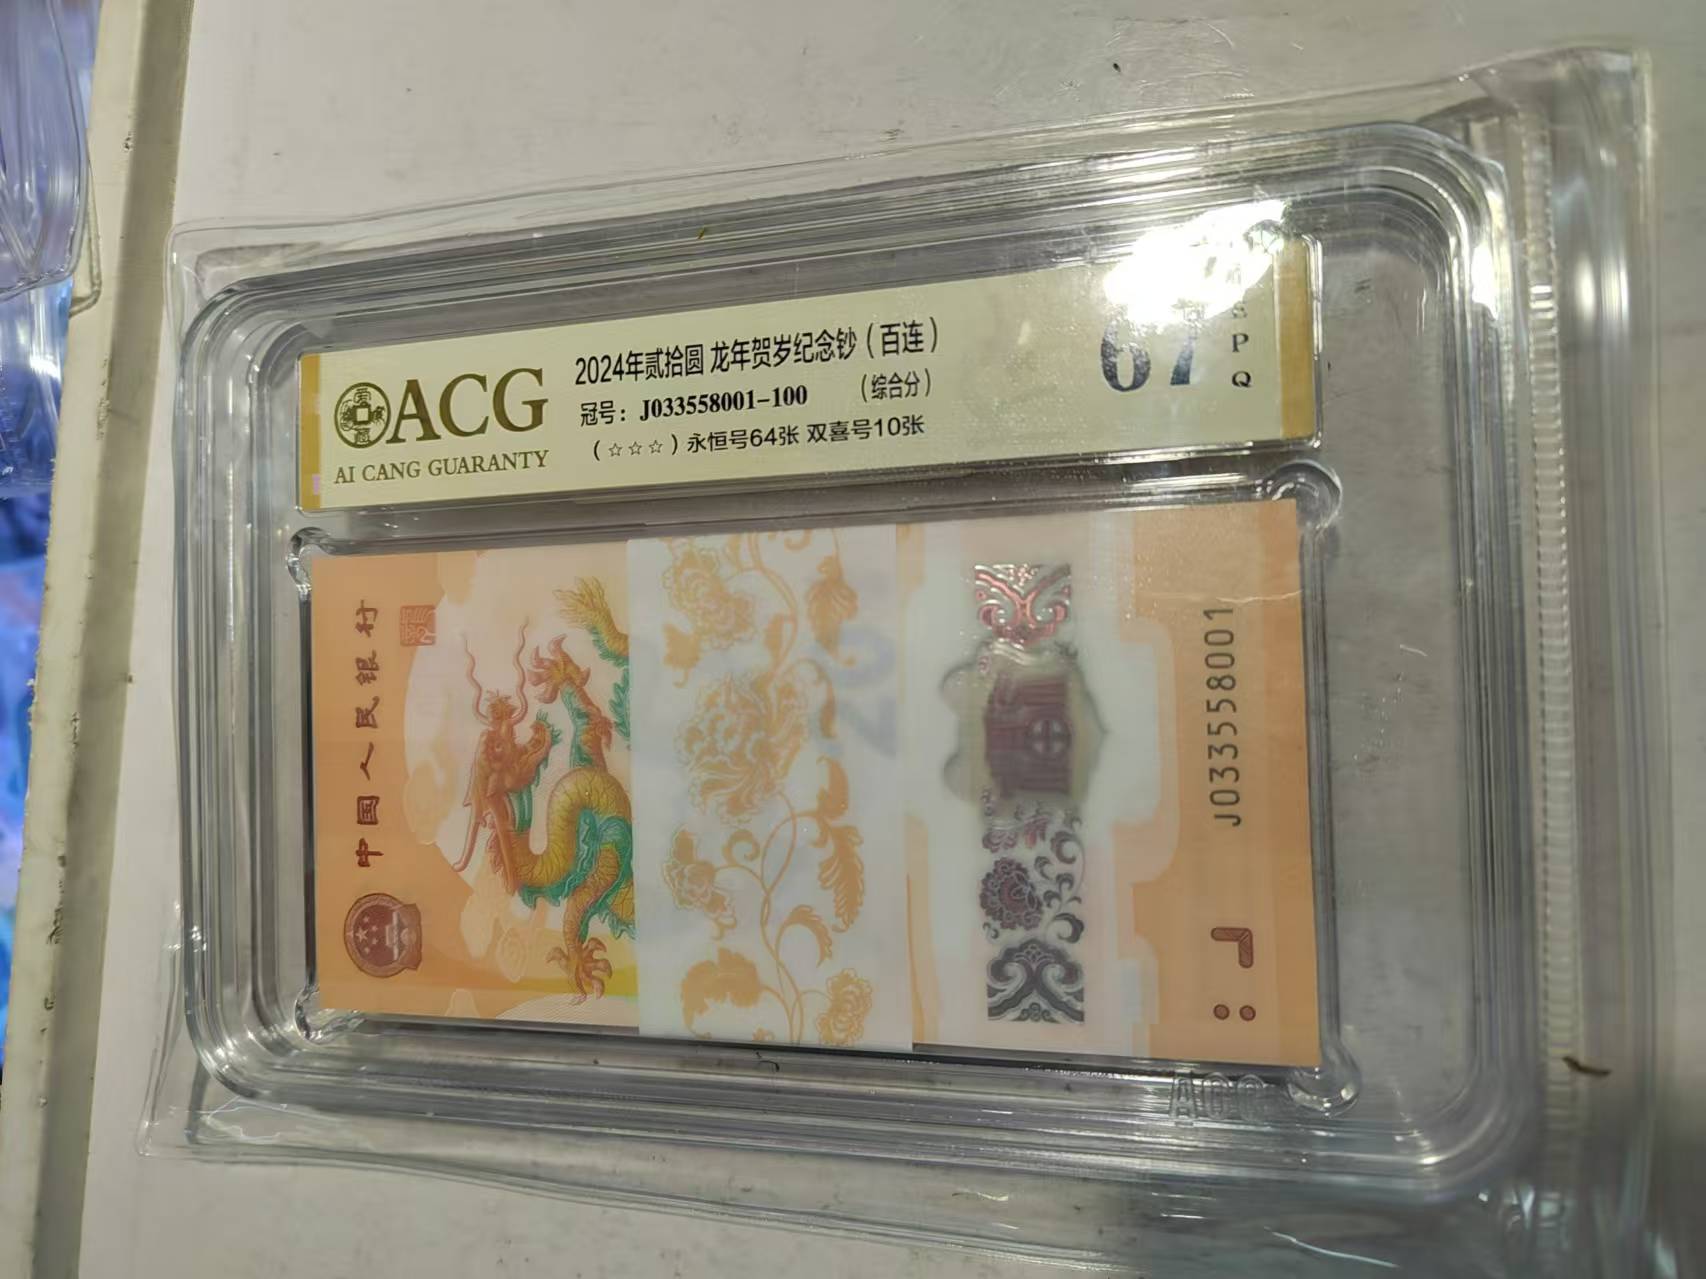 ACG
AI CANG GUARANTY
2024年贰拾圆 龙年贺岁纪念钞（百连）
冠号：J033558001-100 （综合分）
（☆☆☆）永恒号64张 双喜号10张
67
P
Q
中国人民银行
J033558001
20